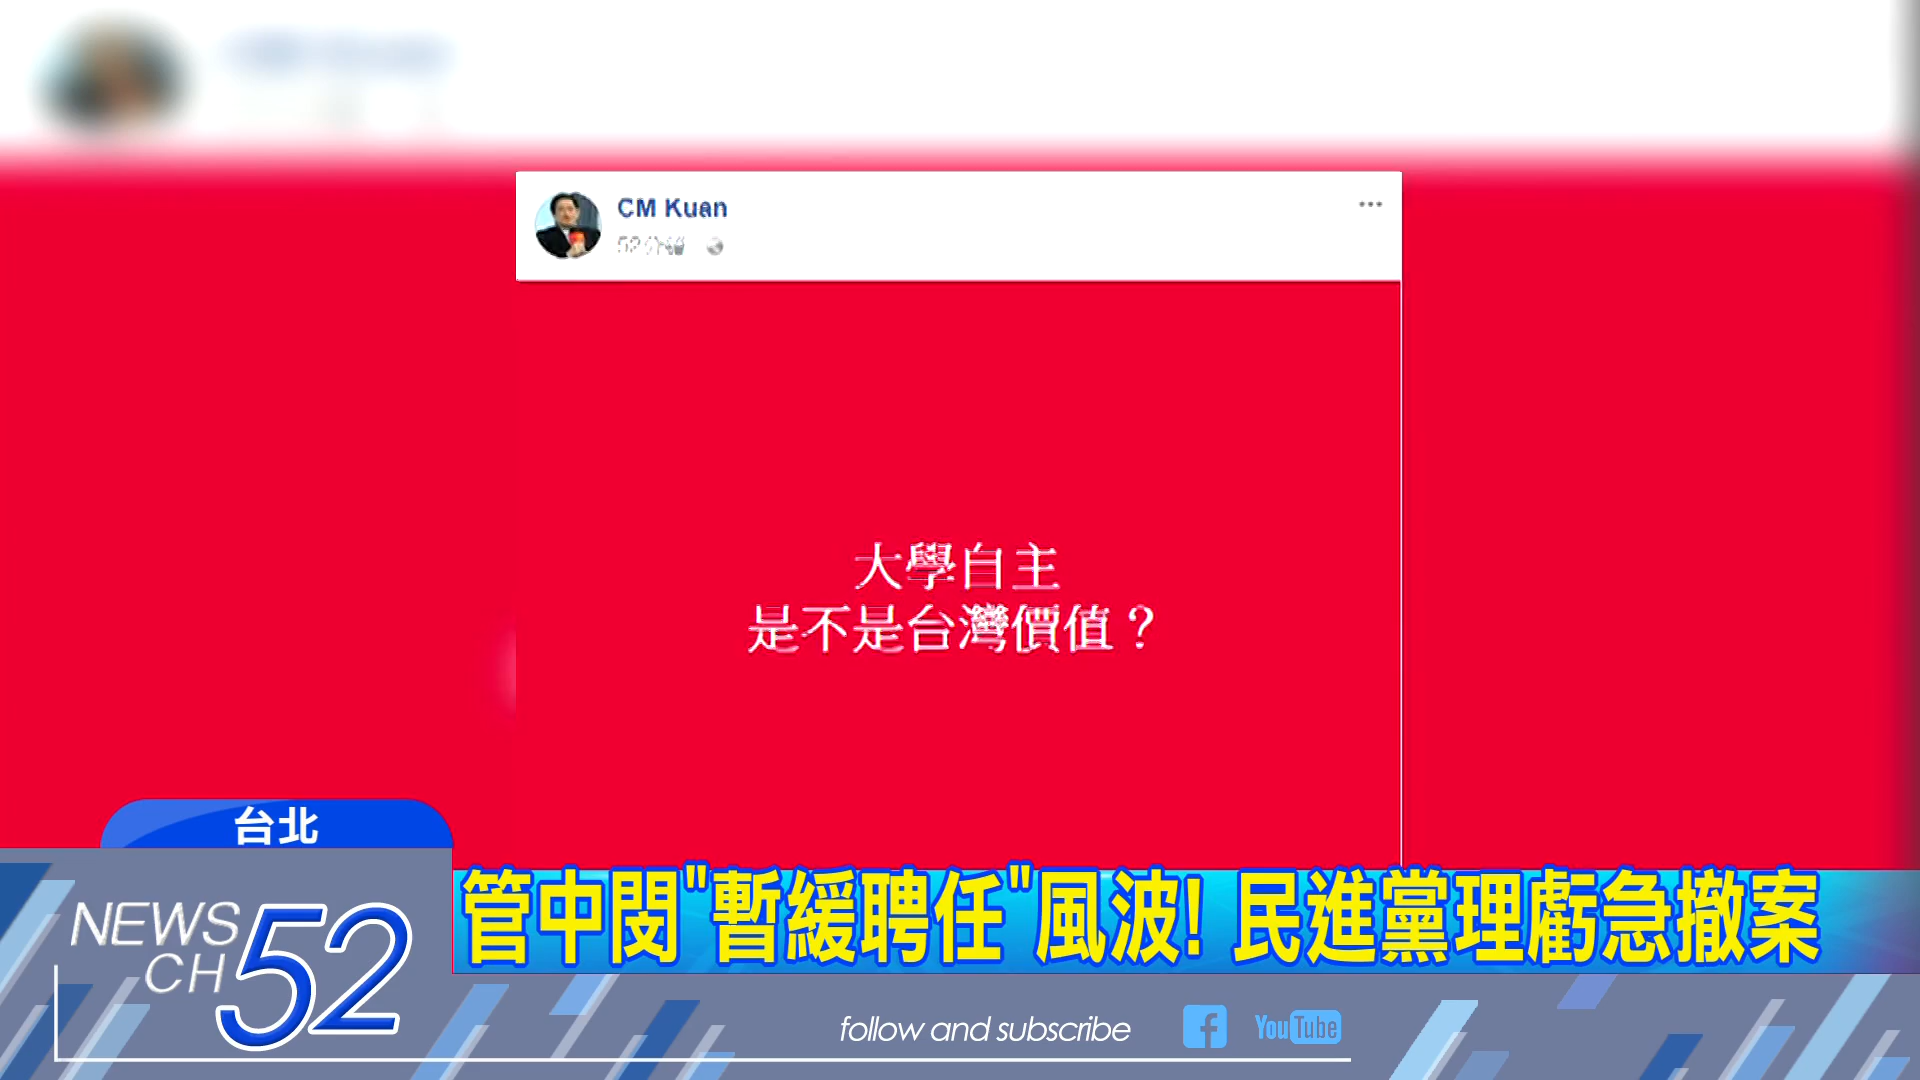 CM Kuan
大學自主
是不是台灣價值？
台北
管中閔"暫緩聘任"風波! 民進黨理虧急撤案
NEWS
CH 52
follow and subscribe
YouTube